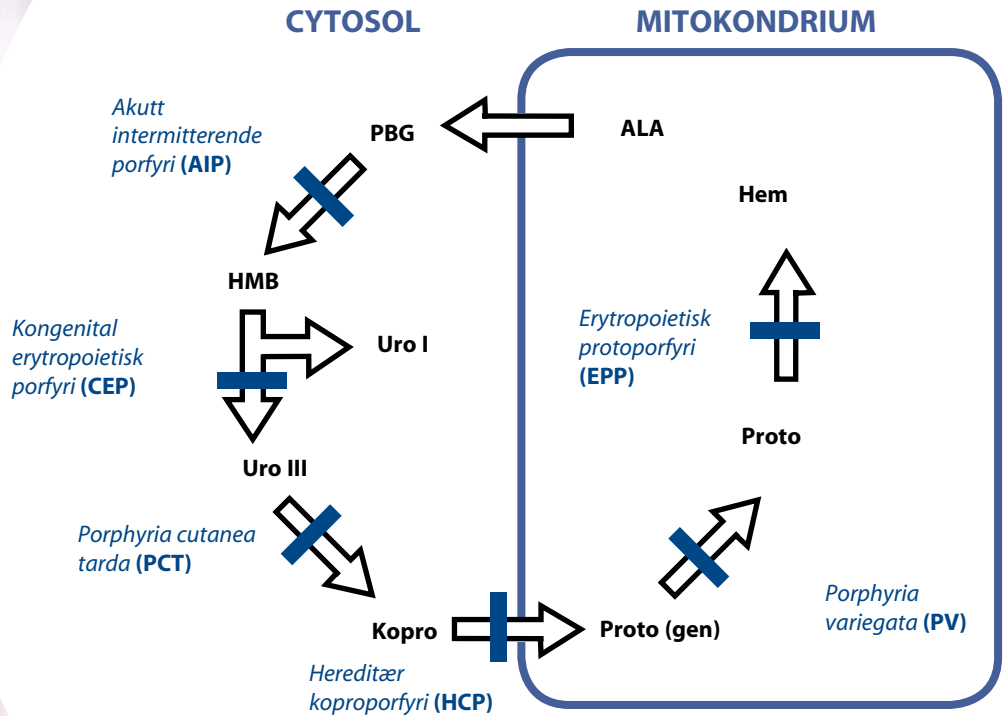 CYTOSOL
MITOKONDRIUM
Akutt
intermitterende
porfyri (AIP)
PBG
ALA
Hem
HMB
Kongenital
erytropoietisk
porfyri (CEP)
Uro I
Erytropoietisk
protoporfyri
(EPP)
Proto
Uro III
Porphyria cutanea
tarda (PCT)
Kopro
Proto (gen)
Porphyria
variegata (PV)
Hereditær
koproporfyri (HCP)